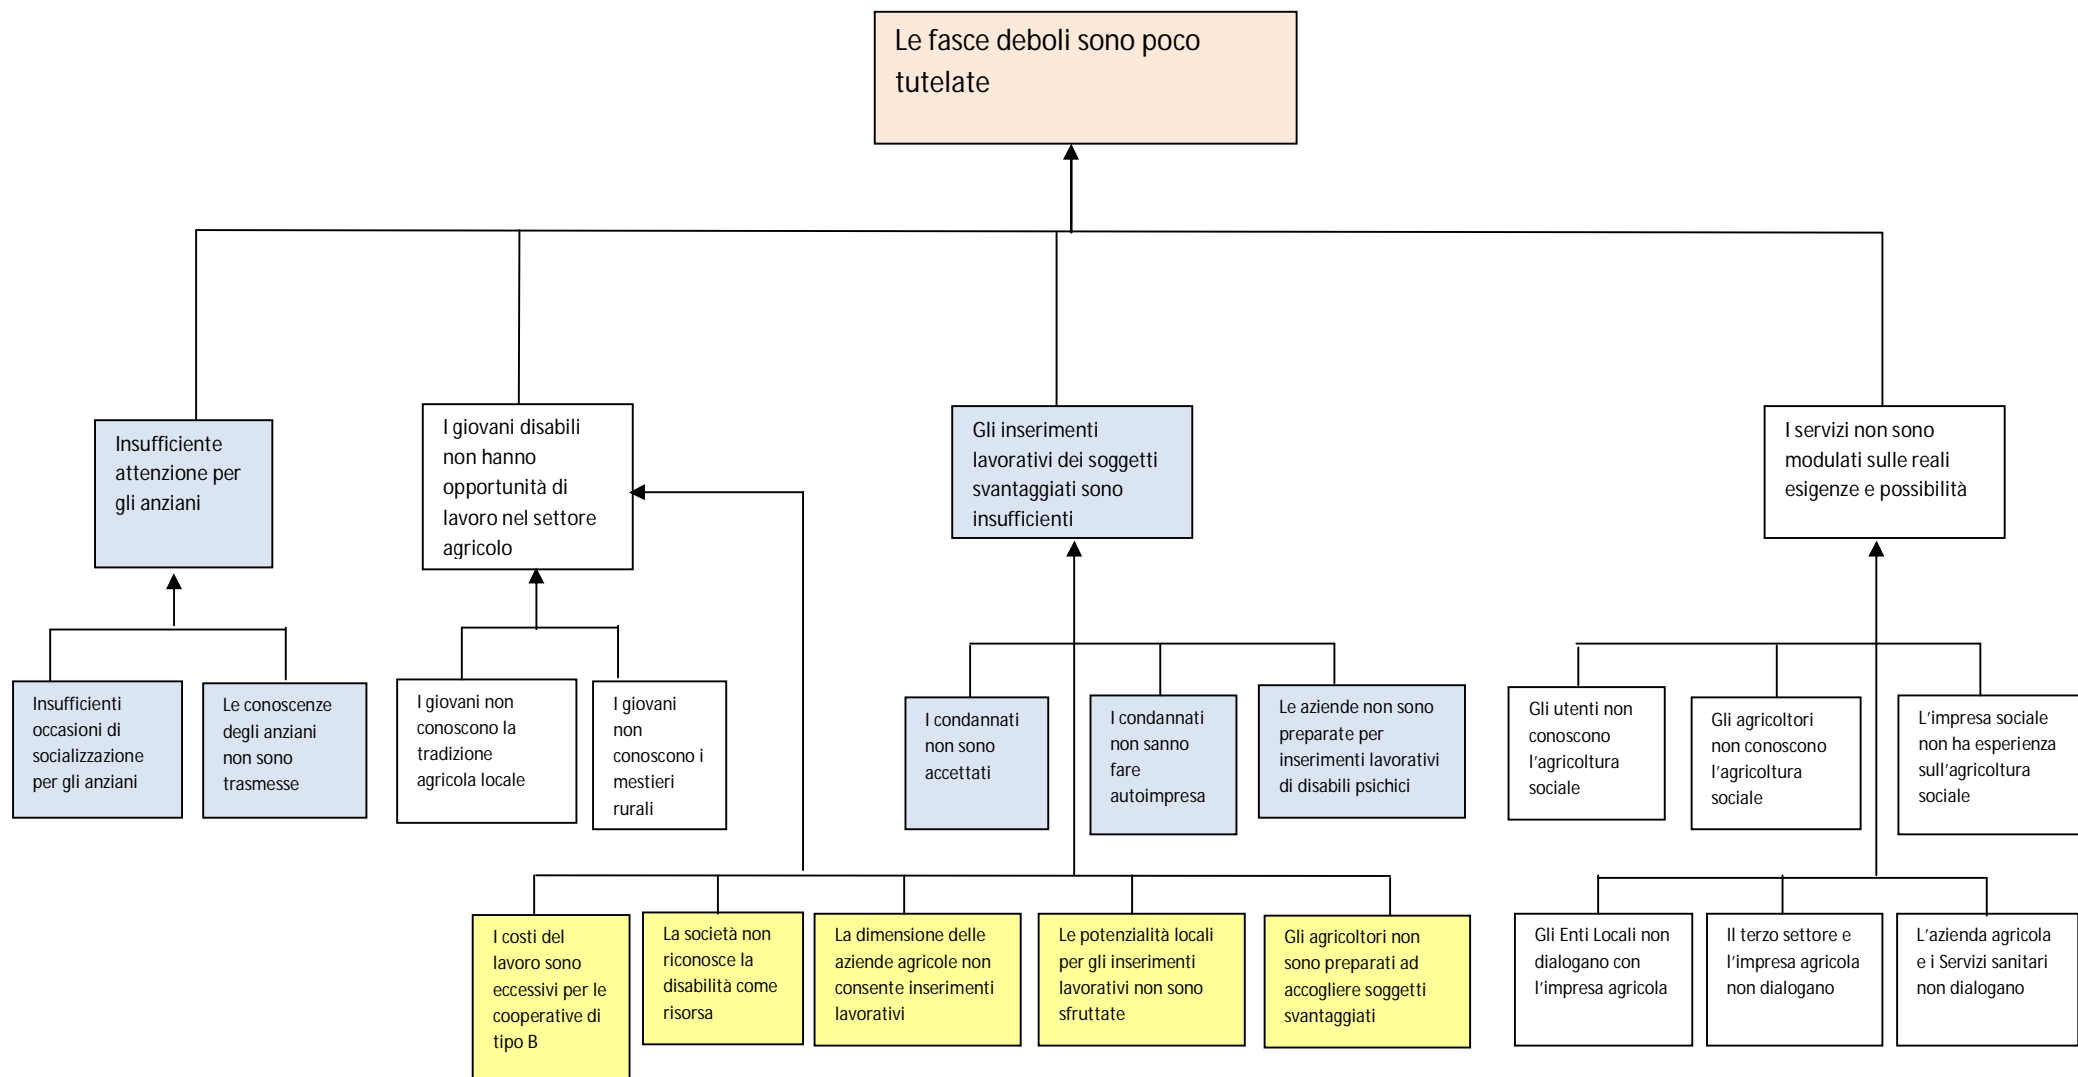 Le fasce deboli sono poco
tutelate
Insufficiente
attenzione per
gli anziani
I giovani disabili
non hanno
opportunità di
lavoro nel settore
agricolo
Gli inserimenti
lavorativi dei soggetti
svantaggiati sono
insufficienti
I servizi non sono
modulati sulle reali
esigenze e possibilità
Insufficienti
occasioni di
socializzazione
per gli anziani
Le conoscenze
degli anziani
non sono
trasmesse
I giovani non
conoscono la
tradizione
agricola locale
I giovani
non
conoscono i
mestieri
rurali
I condannati
non sono
accettati
I condannati
non sanno
fare
autoimpresa
Le aziende non sono
preparate per
inserimenti lavorativi
di disabili psichici
Gli utenti non
conoscono
l'agricoltura
sociale
Gli agricoltori
non conoscono
l'agricoltura
sociale
L'impresa sociale
non ha esperienza
sull'agricoltura
sociale
I costi del
lavoro sono
eccessivi per le
cooperative di
tipo B
La società non
riconosce la
disabilità come
risorsa
La dimensione delle
aziende agricole non
consente inserimenti
lavorativi
Le potenzialità locali
per gli inserimenti
lavorativi non sono
sfruttate
Gli agricoltori non
sono preparati ad
accogliere soggetti
svantaggiati
Gli Enti Locali non
dialogano con
l'impresa agricola
Il terzo settore e
l'impresa agricola
non dialogano
L'azienda agricola
e i Servizi sanitari
non dialogano